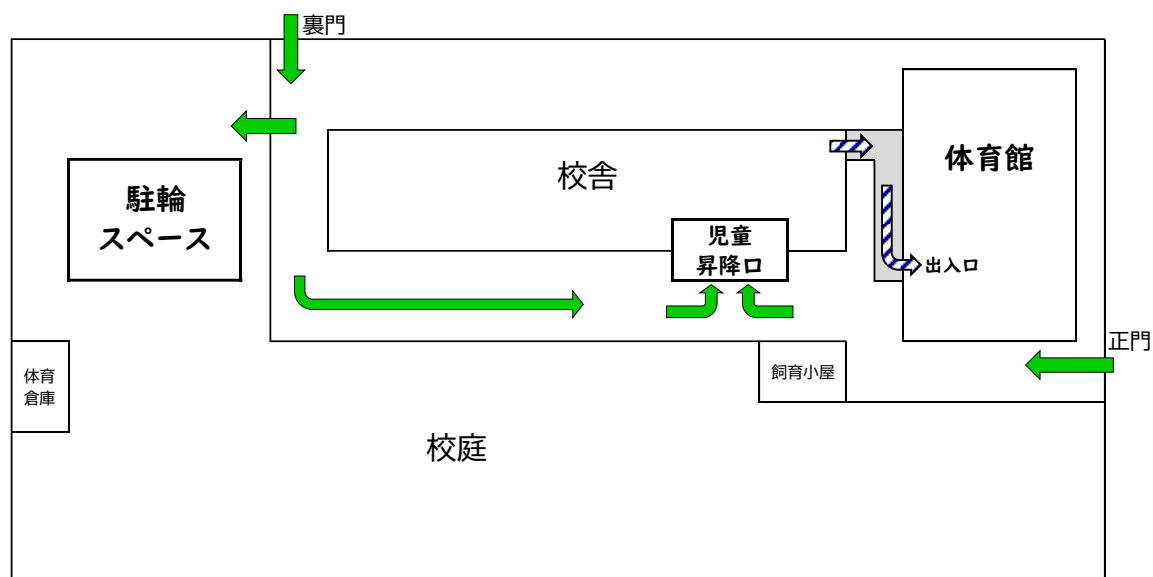 裏門
体育館
校舎
駐輪
スペース
児童
昇降口
出入口
正門
体育
倉庫
飼育小屋
校庭